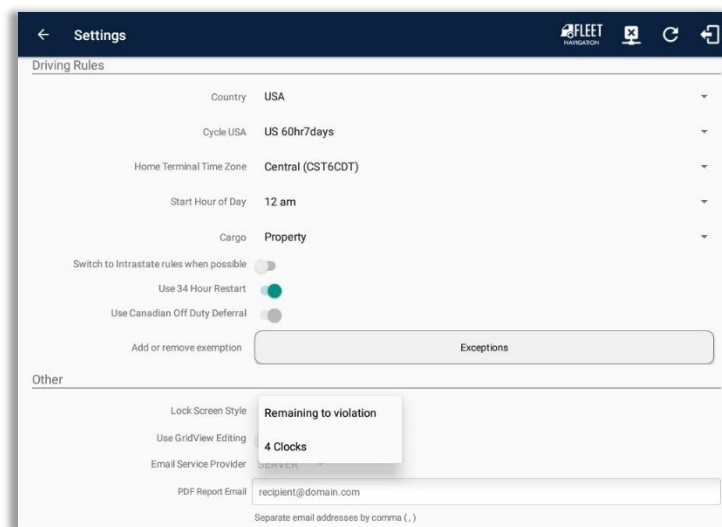 Settings
FLEET
NAVIGATION
Driving Rules
Country USA
Cycle USA US 60hr7days
Home Terminal Time Zone Central (CST6CDT)
Start Hour of Day 12 am
Cargo Property
Switch to Intrastate rules when possible
Use 34 Hour Restart
Use Canadian Off Duty Deferral
Add or remove exemption Exceptions
Other
Lock Screen Style Remaining to violation
Use GridView Editing 4 Clocks
Email Service Provider SERVER
PDF Report Email recipient@domain.com
Separate email addresses by comma ( , )